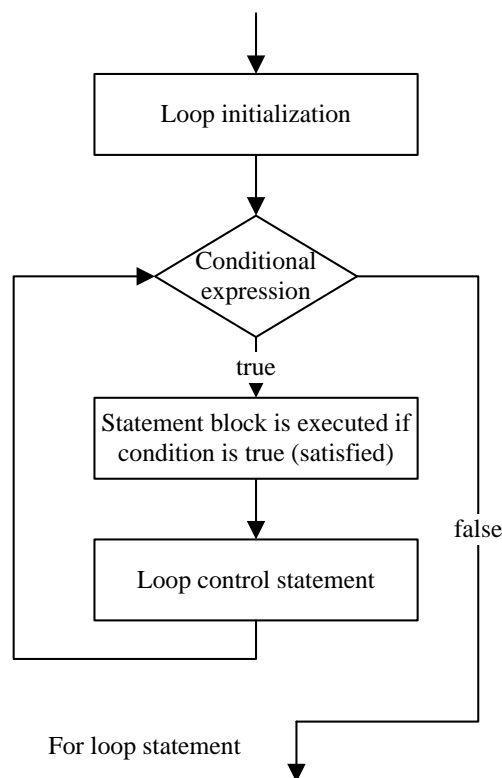 Loop initialization
Conditional
expression
true
Statement block is executed if
condition is true (satisfied)
false
Loop control statement
For loop statement